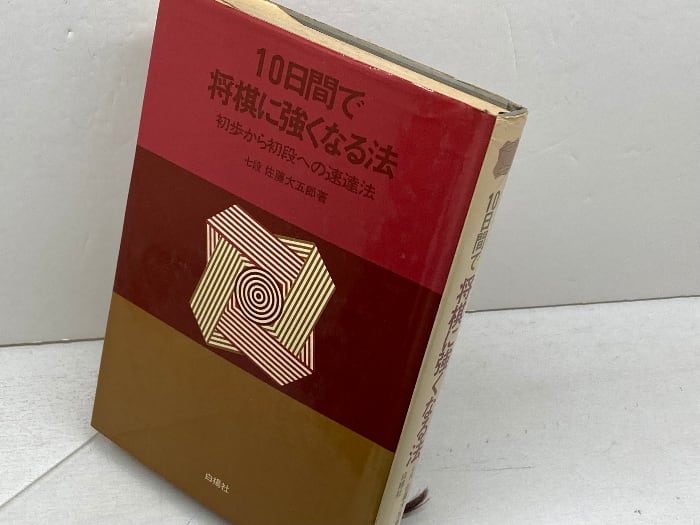 10日間で
将棋に強くなる法
初歩から初段への速達法
七段 佐藤大五郎著
白揚社
10日間で
将棋に強くなる法